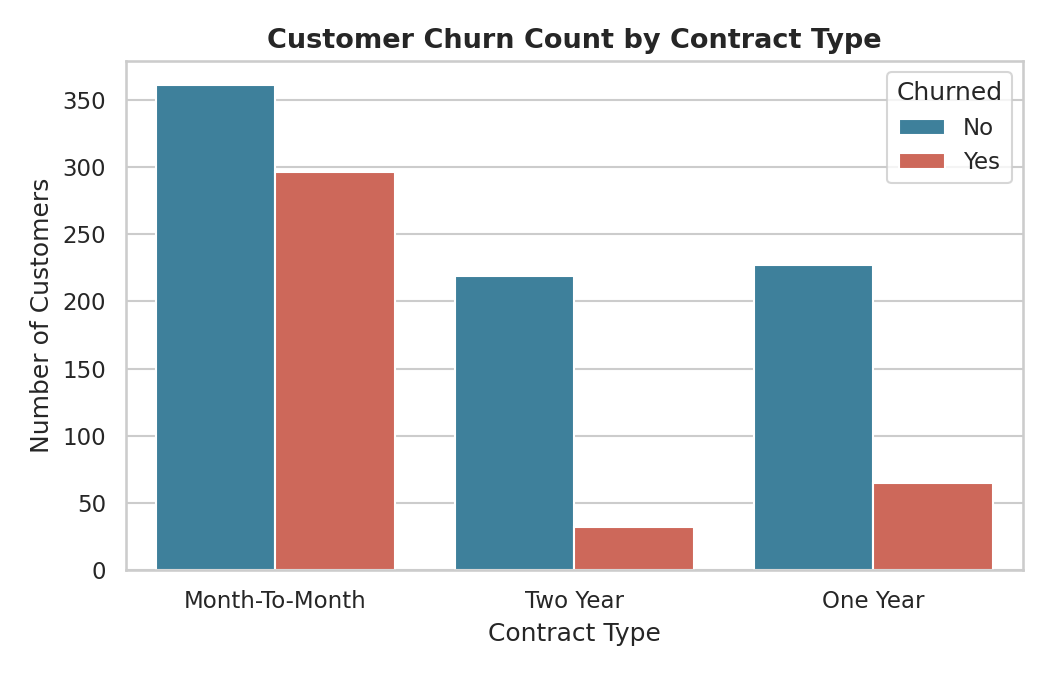 Customer Churn Count by Contract Type
Churned
No
Yes
Number of Customers
350
300
250
200
150
100
50
0
Month-To-Month
Two Year
One Year
Contract Type